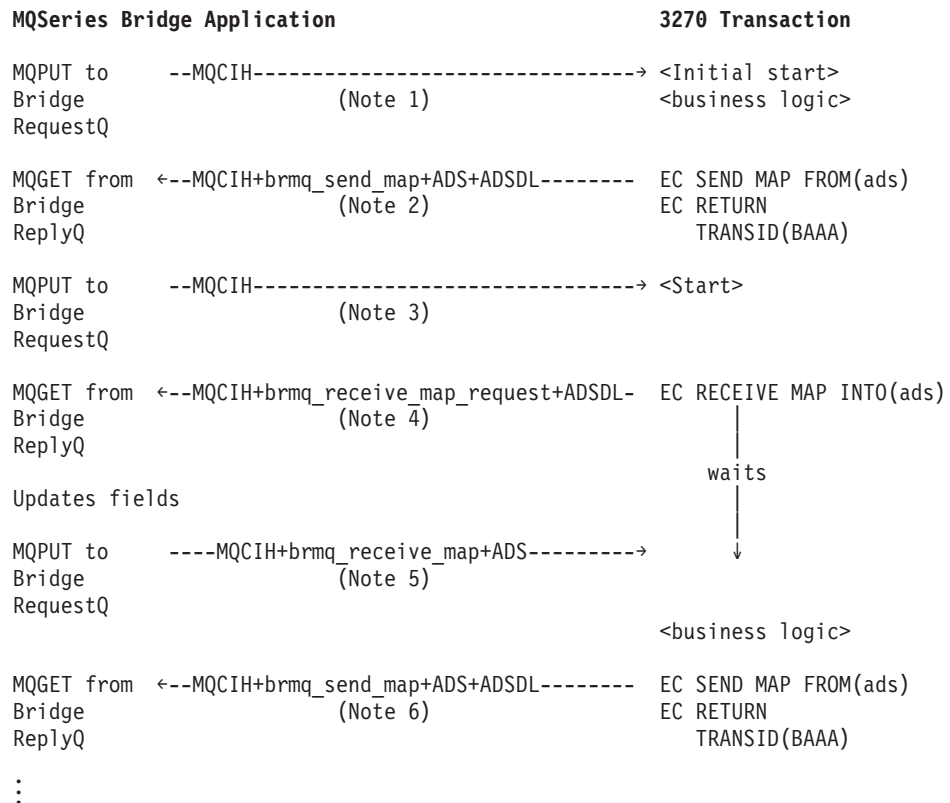 MQSeries Bridge Application                              3270 Transaction
MQPUT to     --MQCIH--------------------------------→ <Initial start>
Bridge                     (Note 1)                   <business logic>
RequestQ
MQGET from  ←--MQCIH+brmq_send_map+ADS+ADSDL--------  EC SEND MAP FROM(ads)
Bridge                     (Note 2)                   EC RETURN
ReplyQ                                                   TRANSID(BAAA)
MQPUT to     --MQCIH--------------------------------→ <Start>
Bridge                     (Note 3)
RequestQ
MQGET from  ←--MQCIH+brmq_receive_map_request+ADSDL-  EC RECEIVE MAP INTO(ads)
Bridge                     (Note 4)
ReplyQ
waits
Updates fields
MQPUT to     ----MQCIH+brmq_receive_map+ADS---------→       ↓
Bridge                     (Note 5)
RequestQ
<business logic>
MQGET from  ←--MQCIH+brmq_send_map+ADS+ADSDL--------  EC SEND MAP FROM(ads)
Bridge                     (Note 6)                   EC RETURN
ReplyQ                                                   TRANSID(BAAA)